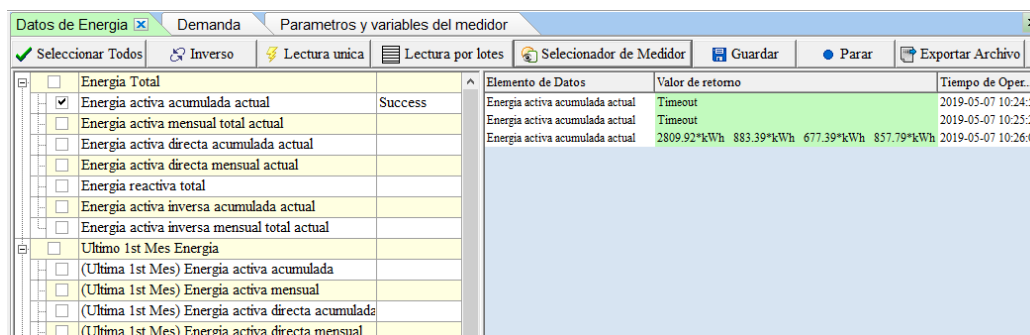 Datos de Energia Demanda Parametros y variables del medidor
Seleccionar Todos Inverso Lectura unica Lectura por lotes Selecionador de Medidor Guardar Parar Exportar Archivo
Energia Total
Energia activa acumulada actual Success
Energia activa mensual total actual
Energia activa directa acumulada actual
Energia activa directa mensual actual
Energia reactiva total
Energia activa inversa acumulada actual
Energia activa inversa mensual total actual
Ultimo 1st Mes Energia
(Ultima 1st Mes) Energia activa acumulada
(Ultima 1st Mes) Energia activa mensual
(Ultima 1st Mes) Energia activa directa acumulada
(Ultima 1st Mes) Energia activa directa mensual
Elemento de Datos Valor de retorno Tiempo de Oper...
Energia activa acumulada actual Timeout 2019-05-07 10:24:
Energia activa acumulada actual Timeout 2019-05-07 10:25:
Energia activa acumulada actual 2809.92*kWh 883.39*kWh 677.39*kWh 857.79*kWh 2019-05-07 10:26: